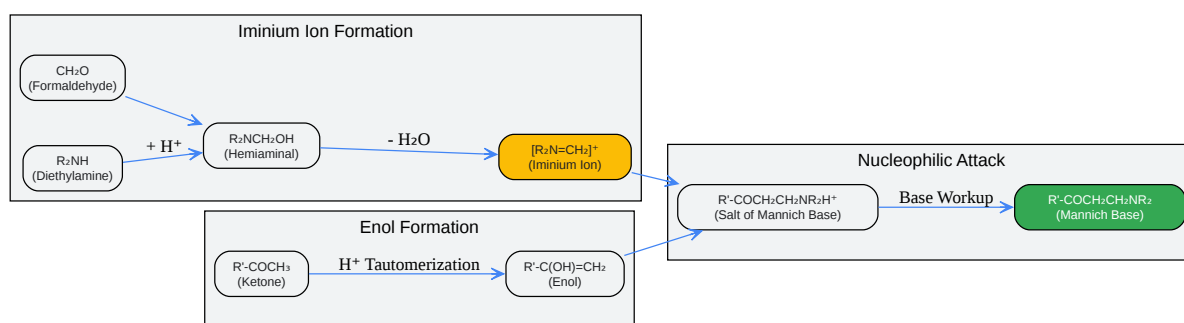 Iminium Ion Formation
CH₂O
(Formaldehyde)
R₂NH
(Diethylamine)
+ H⁺
R₂NCH₂OH
(Hemiaminal)
- H₂O
[R₂N=CH₂]⁺
(Iminium Ion)
Enol Formation
R'-COCH₃
(Ketone)
H⁺ Tautomerization
R'-C(OH)=CH₂
(Enol)
Nucleophilic Attack
R'-COCH₂CH₂NR₂H⁺
(Salt of Mannich Base)
Base Workup
R'-COCH₂CH₂NR₂
(Mannich Base)